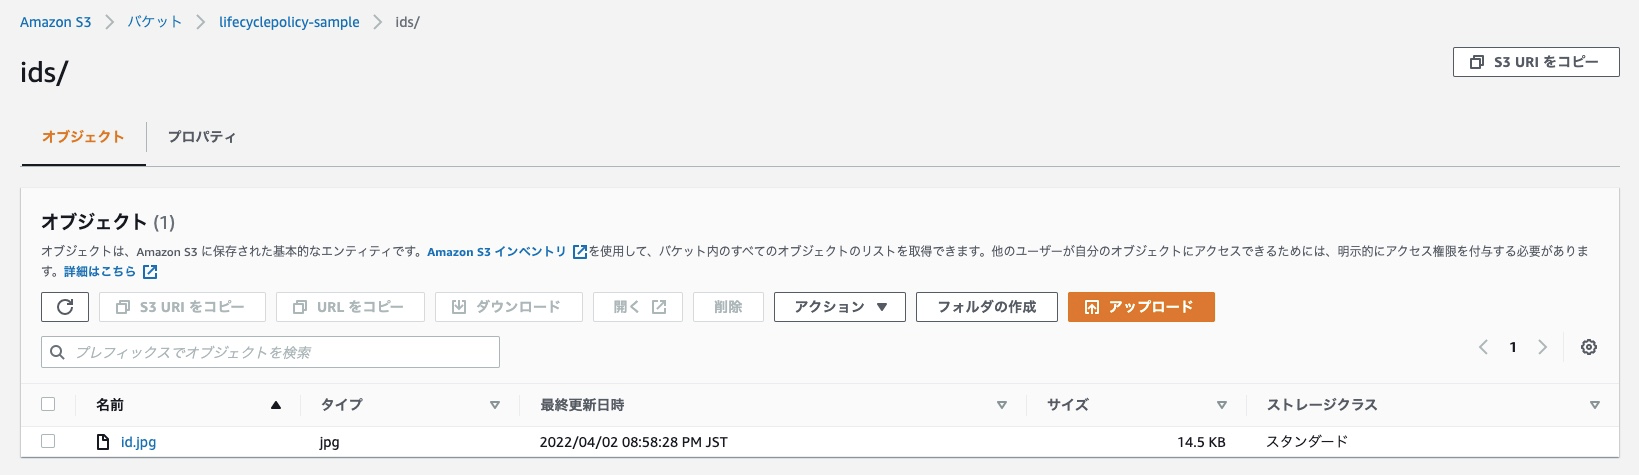 Amazon S3 > バケット > lifecyclepolicy-sample > ids/
ids/
S3 URI をコピー
オブジェクト プロパティ
オブジェクト (1)
オブジェクトは、Amazon S3 に保存された基本的なエンティティです。Amazon S3 インベントリ を使用して、バケット内のすべてのオブジェクトのリストを取得できます。他のユーザーが自分のオブジェクトにアクセスできるためには、明示的にアクセス権限を付与する必要がありま
す。詳細はこちら
S3 URI をコピー URL をコピー ダウンロード 開く 削除 アクション ▼ フォルダの作成 アップロード
プレフィックスでオブジェクトを検索 < 1 >
名前 ▲ タイプ ▽ 最終更新日時 ▽ サイズ ▽ ストレージクラス ▽
id.jpg jpg 2022/04/02 08:58:28 PM JST 14.5 KB スタンダード